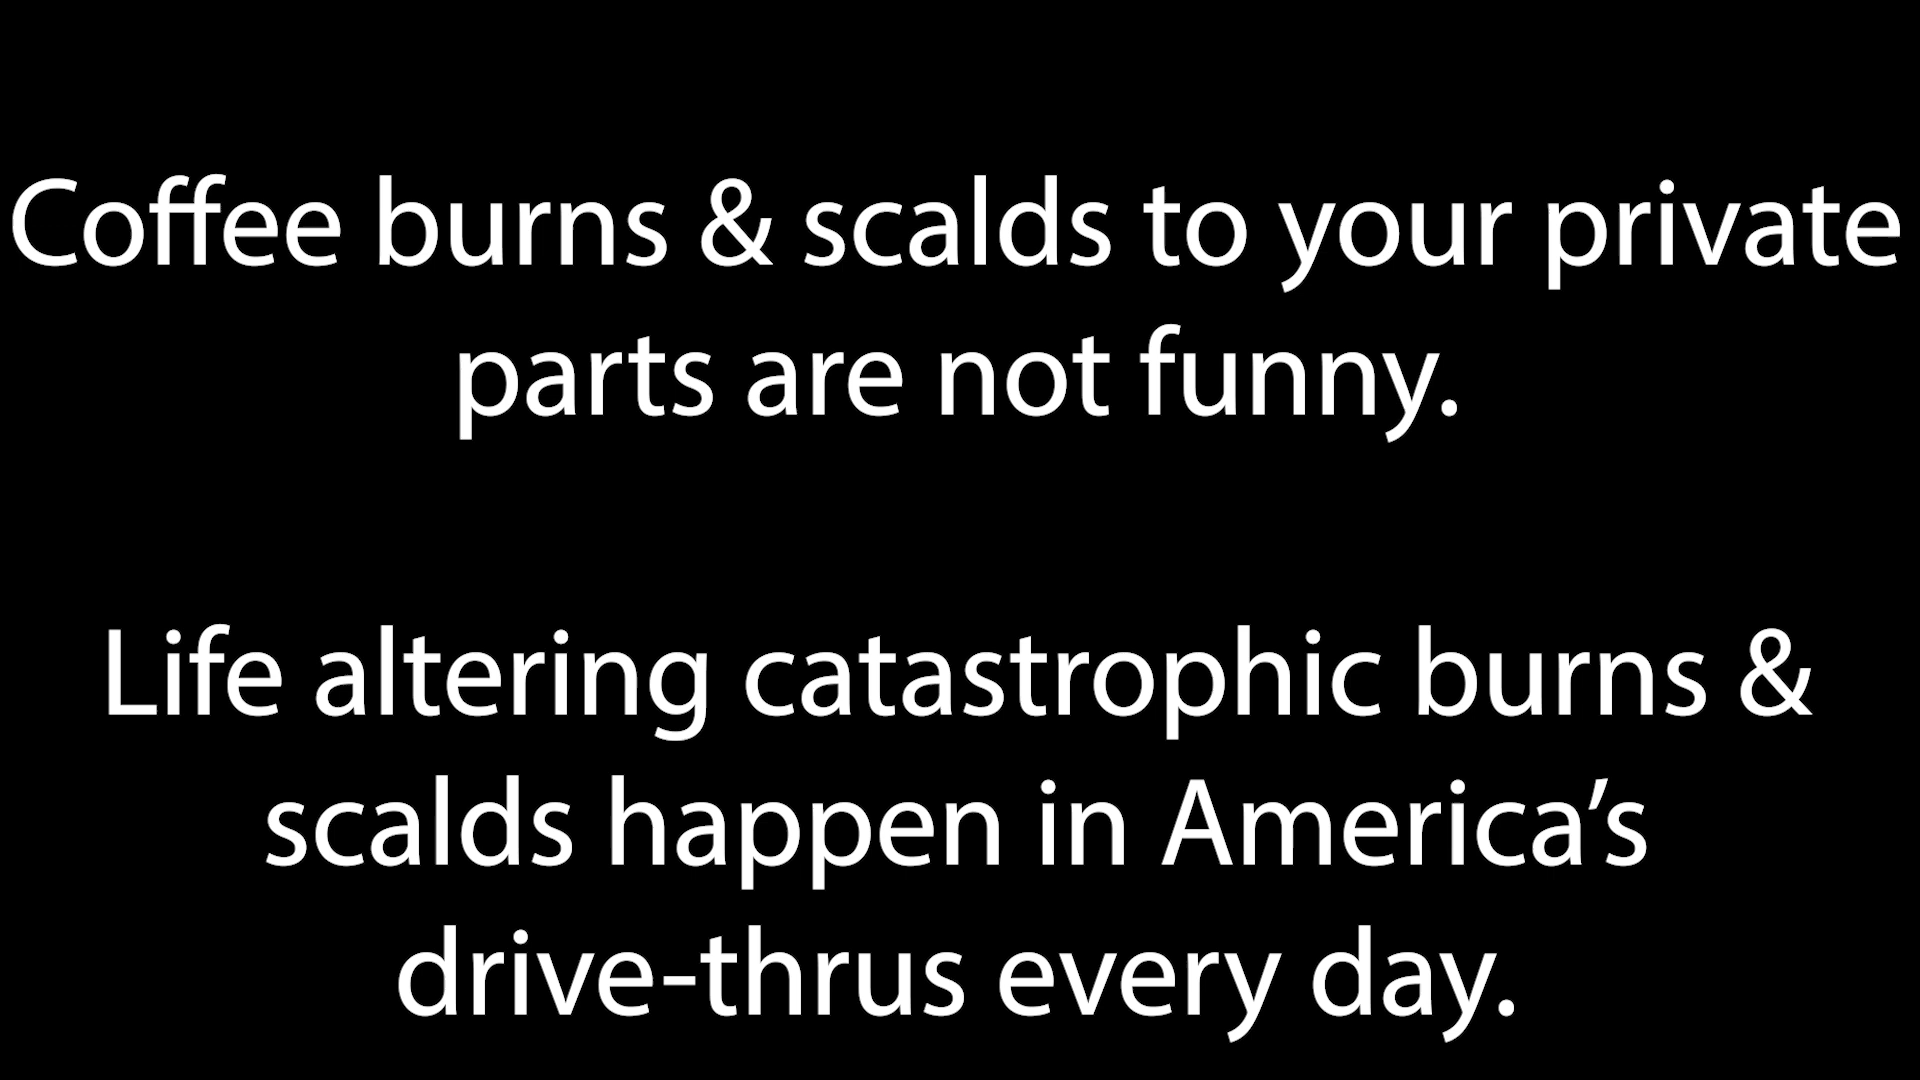 Coffee burns & scalds to your private
parts are not funny.
Life altering catastrophic burns &
scalds happen in America’s
drive-thrus every day.